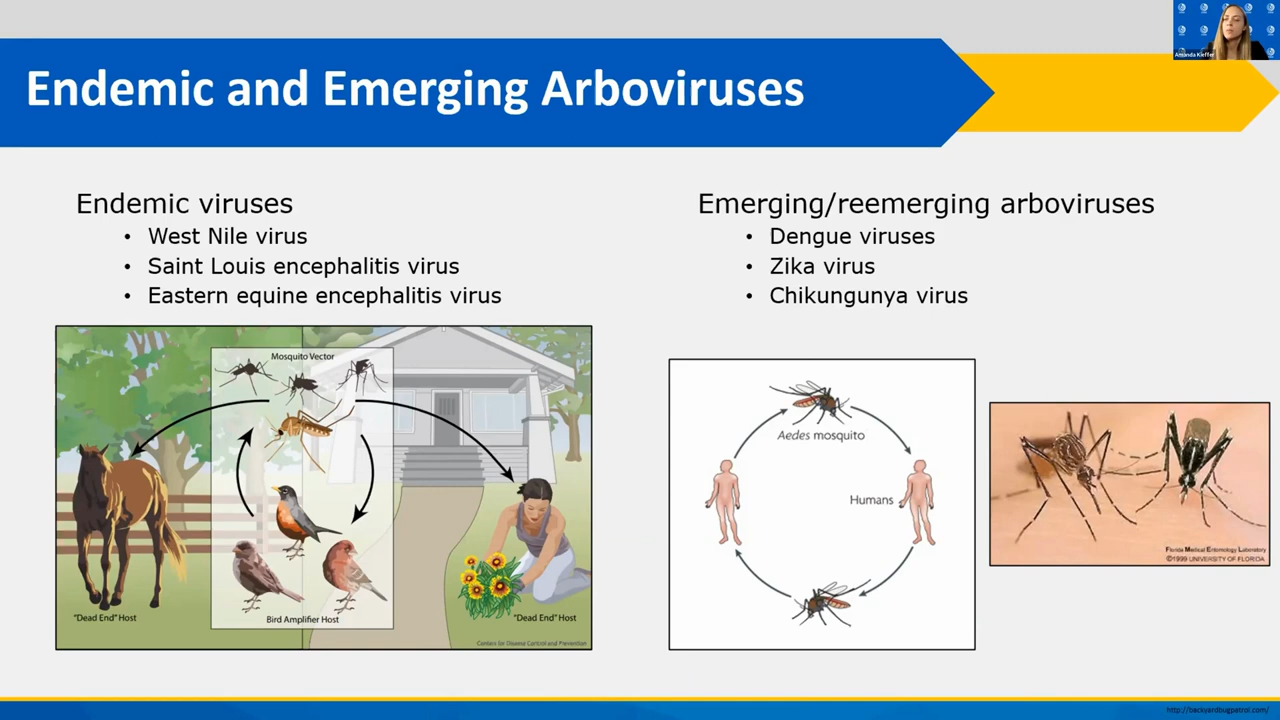 Endemic and Emerging Arboviruses
Amanda Kieffer
Endemic viruses
• West Nile virus
• Saint Louis encephalitis virus
• Eastern equine encephalitis virus
Emerging/reemerging arboviruses
• Dengue viruses
• Zika virus
• Chikungunya virus
Mosquito Vector
"Dead End" Host
Bird Amplifier Host
"Dead End" Host
Centers for Disease Control and Prevention
Aedes mosquito
Humans
Florida Medical Entomology Laboratory
©1999 UNIVERSITY OF FLORIDA
http://backyardbugpatrol.com/